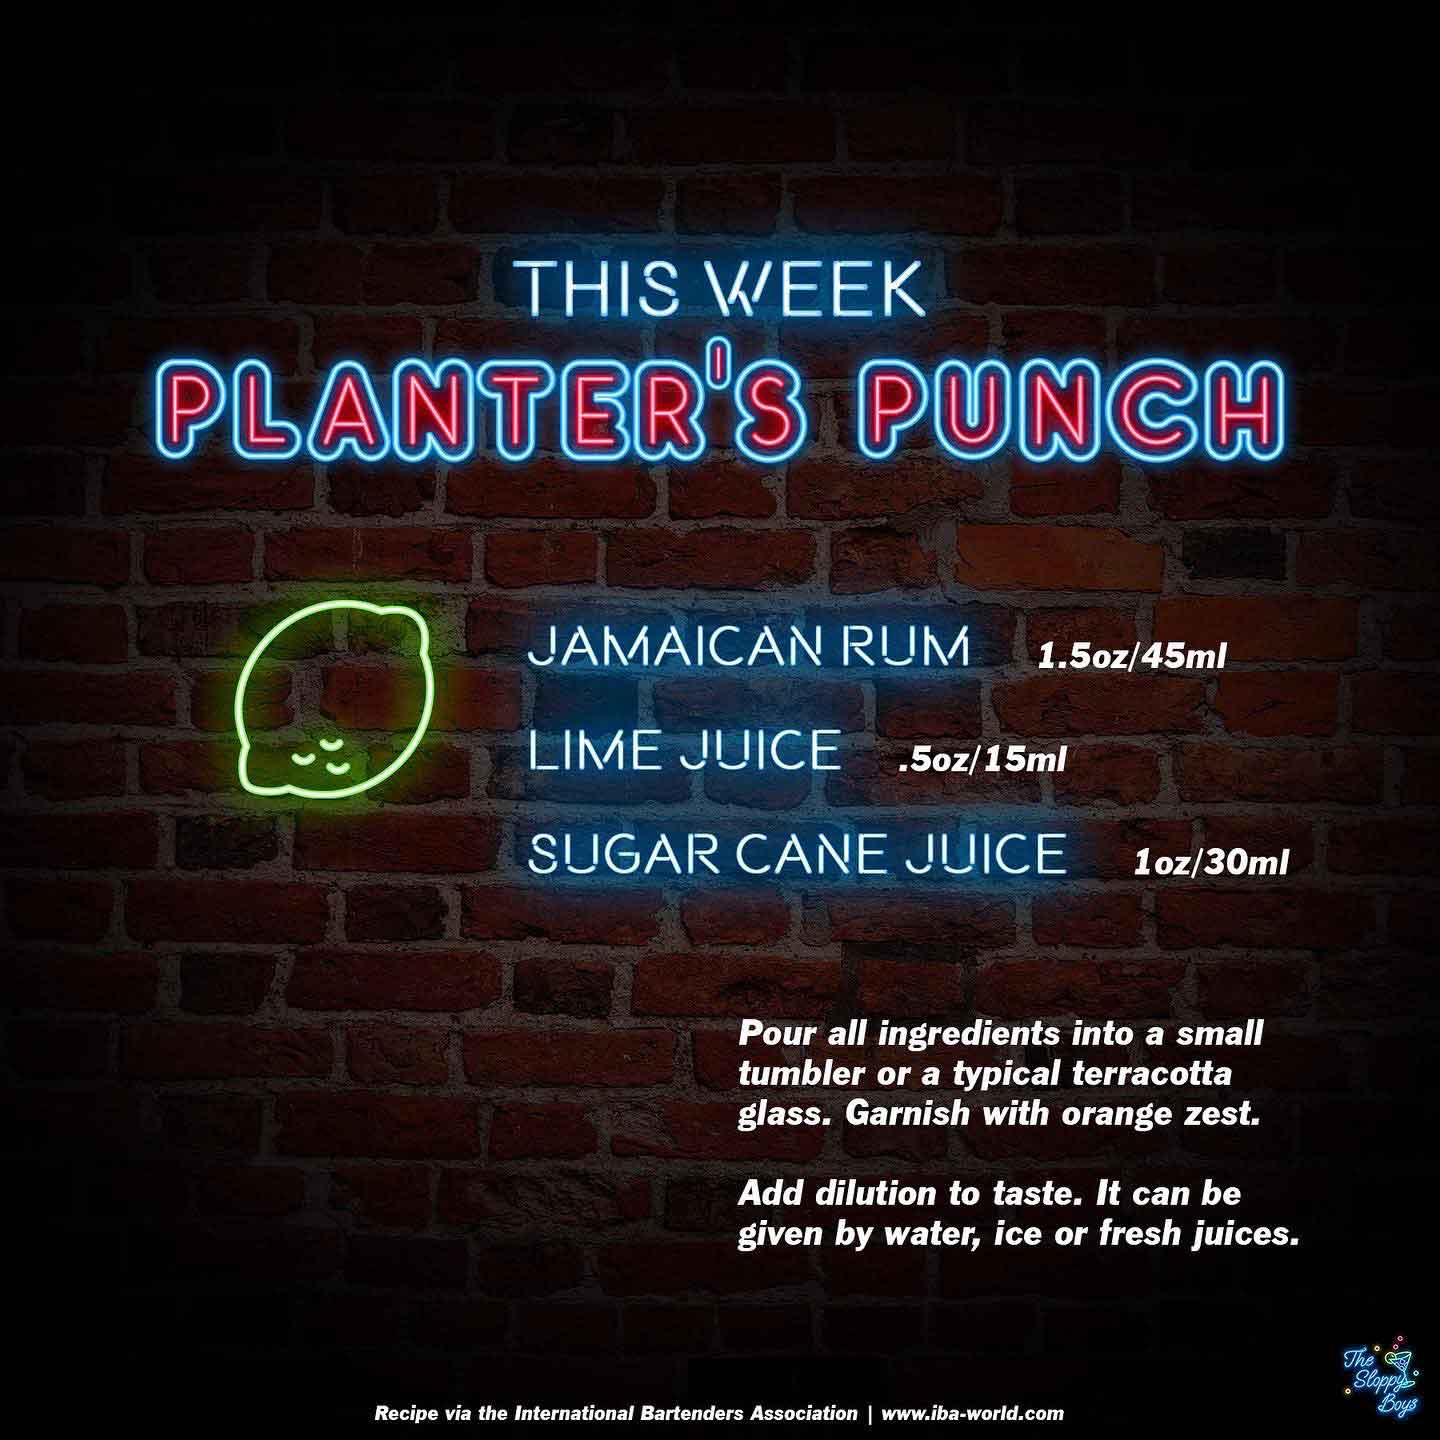 THIS WEEK
PLANTER'S PUNCH
JAMAICAN RUM 1.5oz/45ml
LIME JUICE .5oz/15ml
SUGAR CANE JUICE 1oz/30ml
Pour all ingredients into a small
tumbler or a typical terracotta
glass. Garnish with orange zest.
Add dilution to taste. It can be
given by water, ice or fresh juices.
The
Sloppy
Boys
Recipe via the International Bartenders Association | www.iba-world.com